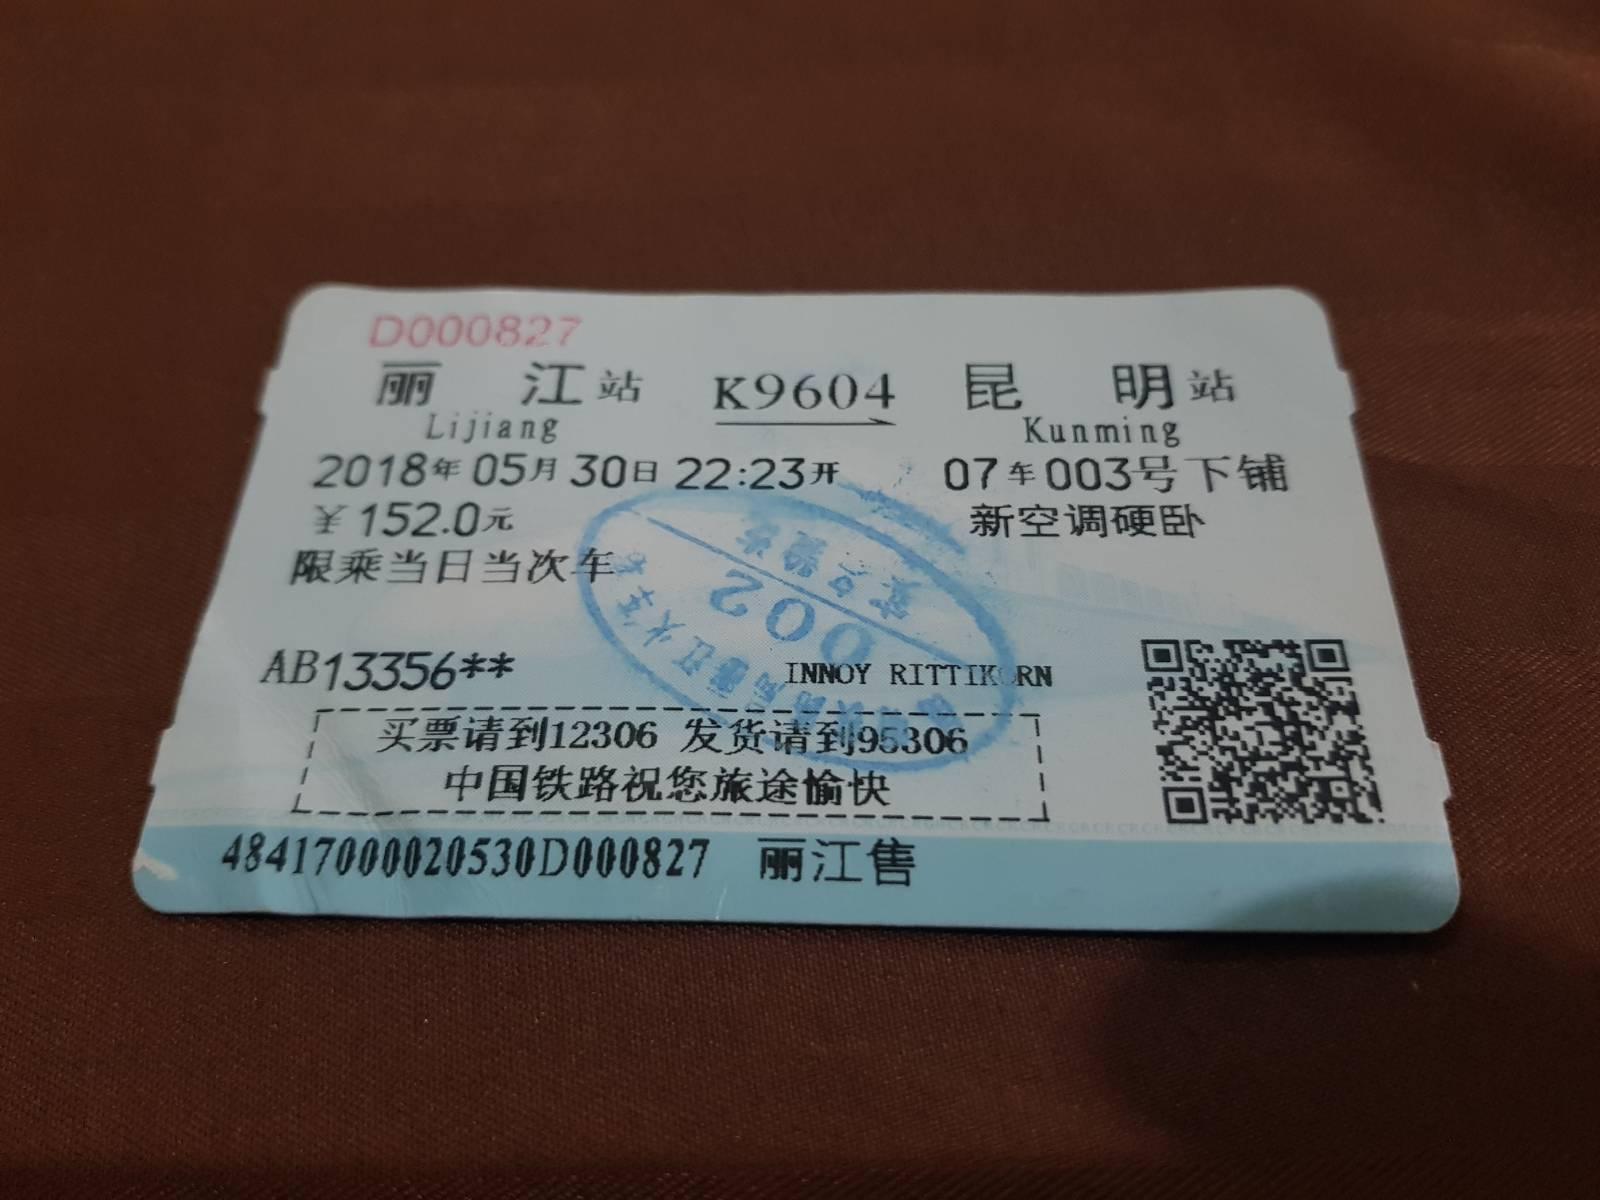 D000827
丽 江站 K9604 昆 明站
Lijiang Kunming
2018年05月30日 22:23开 07车003号下铺
¥152.0元 新空调硬卧
限乘当日当次车
002
实名验
AB13356** INNOY RITTIKORN
买票请到12306 发货请到95306
中国铁路祝您旅途愉快
48417000020530D000827 丽江售